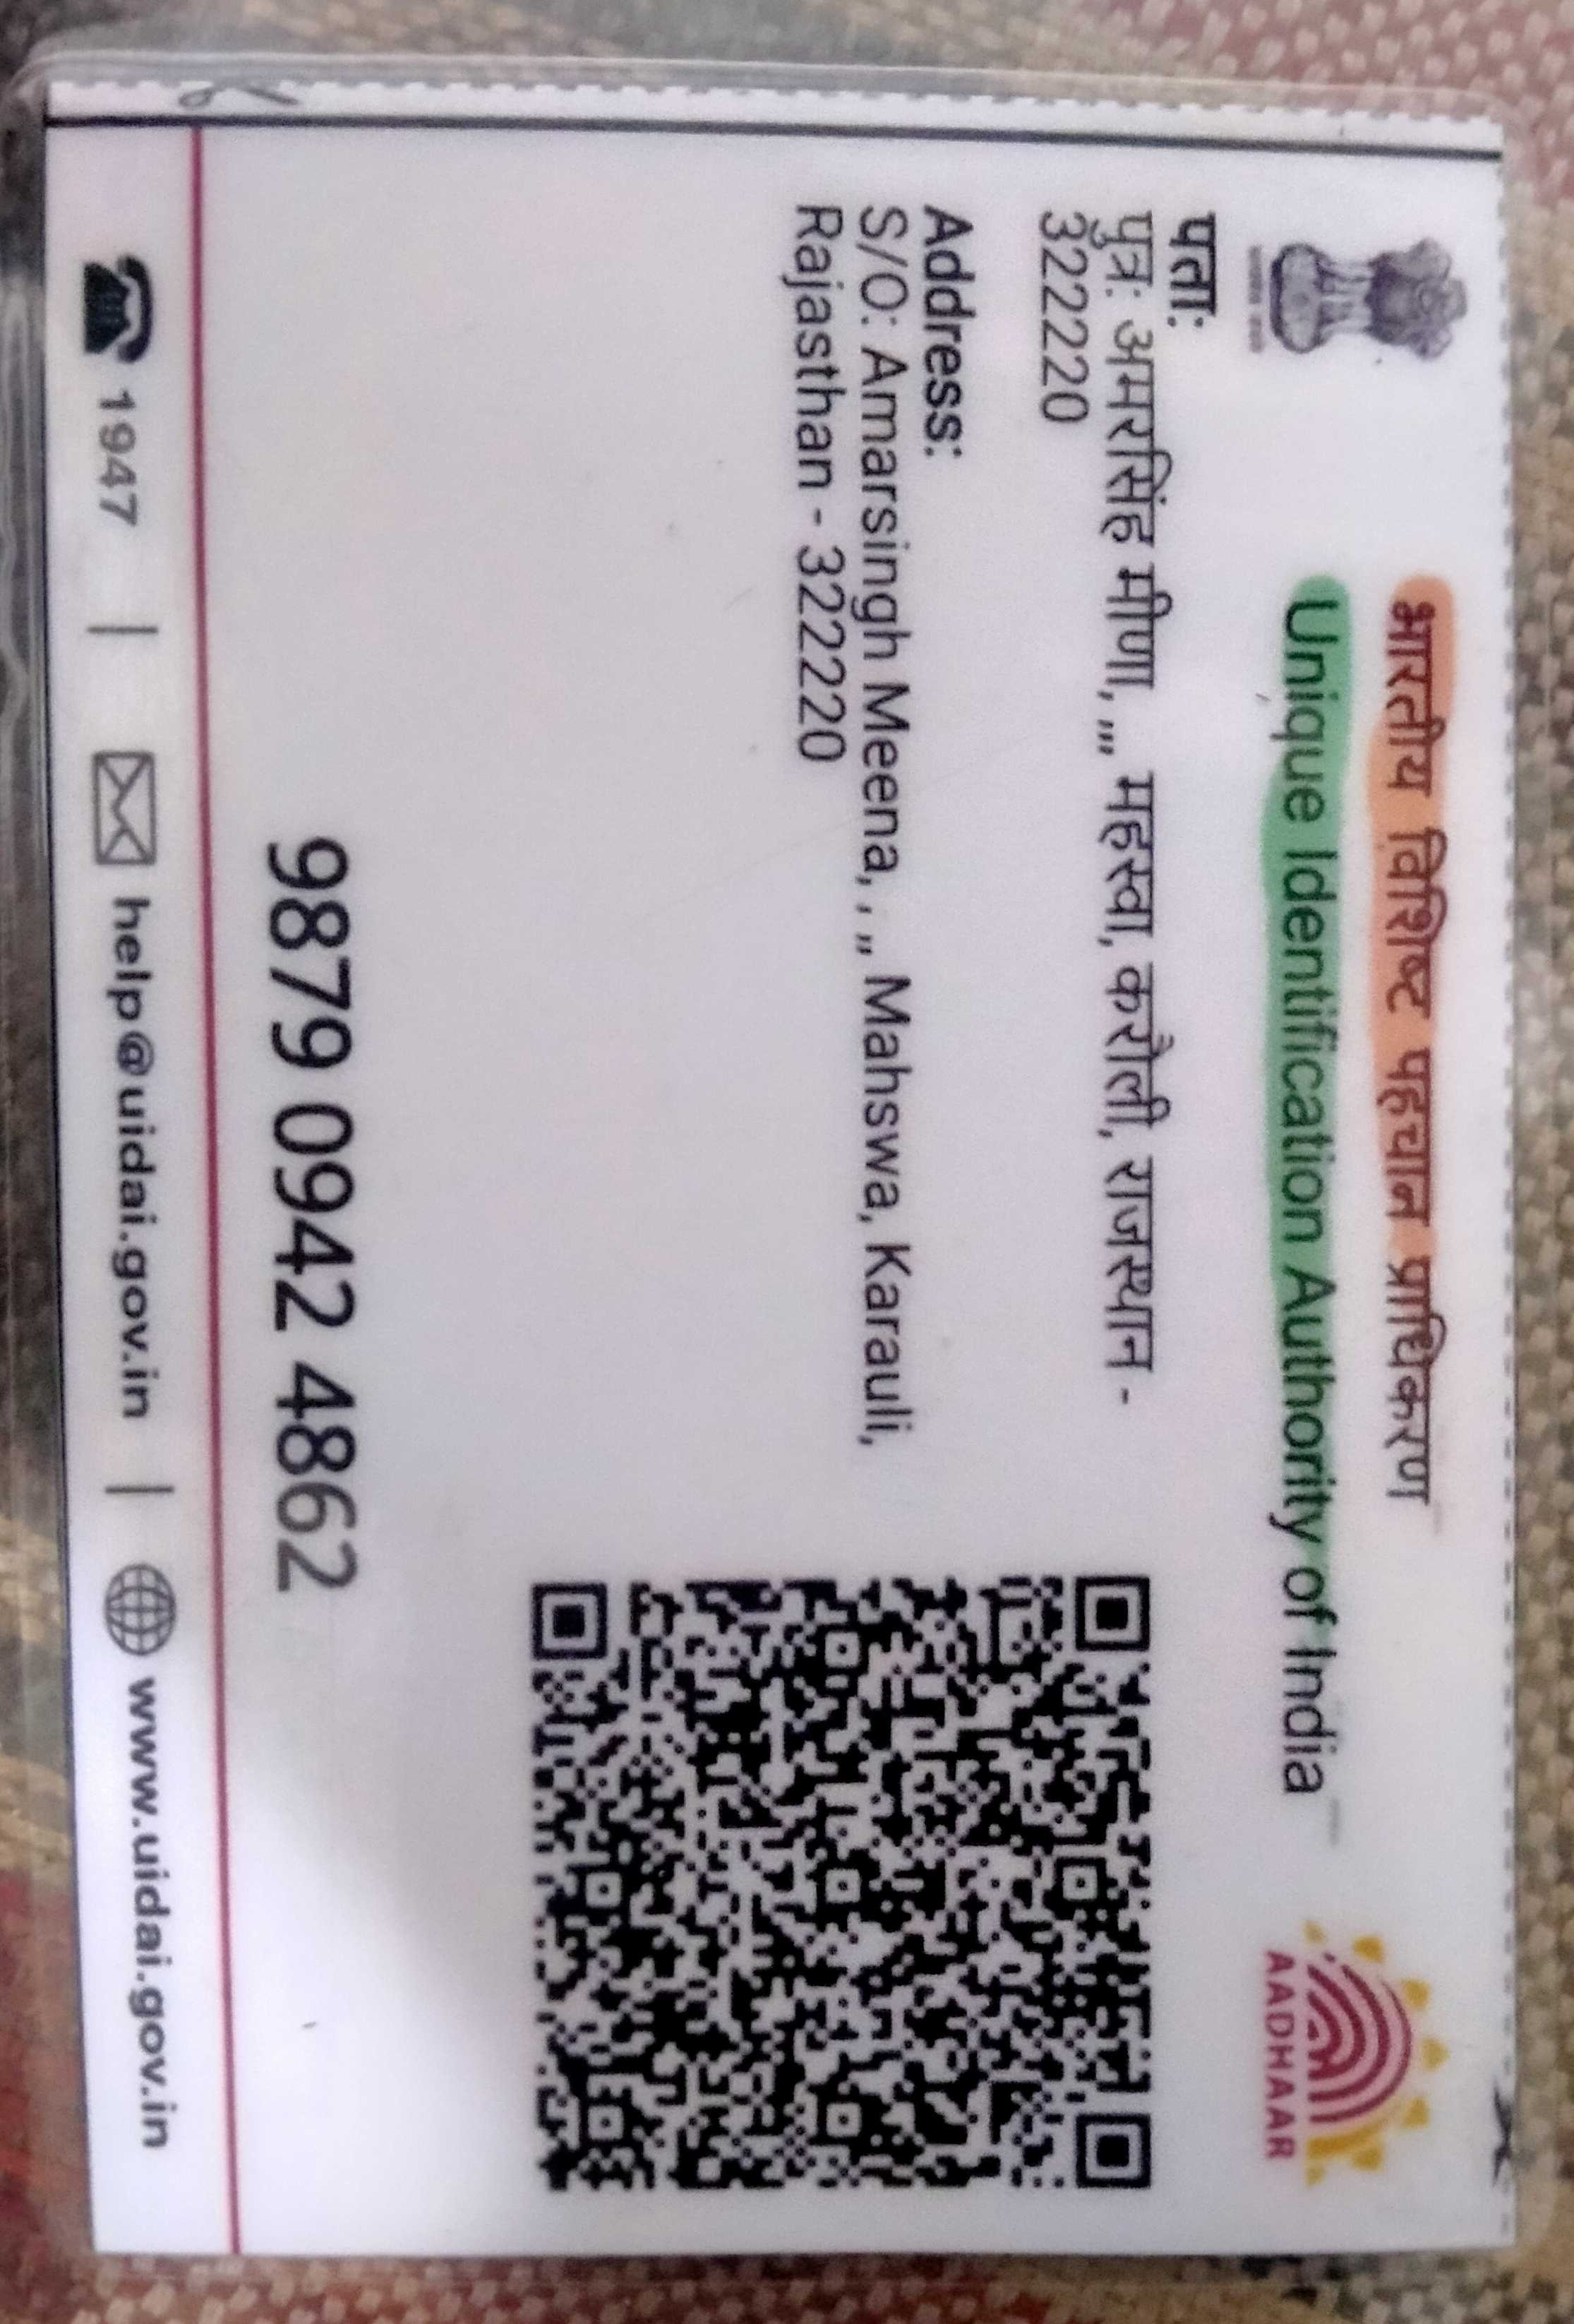 भारतीय विशिष्ट पहचान प्राधिकरण
Unique Identification Authority of India
AADHAAR
पता:
पुत्र: अमरसिंह मीणा, ,,, महस्वा, करौली, राजस्थान -
322220
Address:
S/O: Amarsingh Meena, , ,, Mahswa, Karauli,
Rajasthan - 322220
9879 0942 4862
1947 | help@uidai.gov.in | www.uidai.gov.in